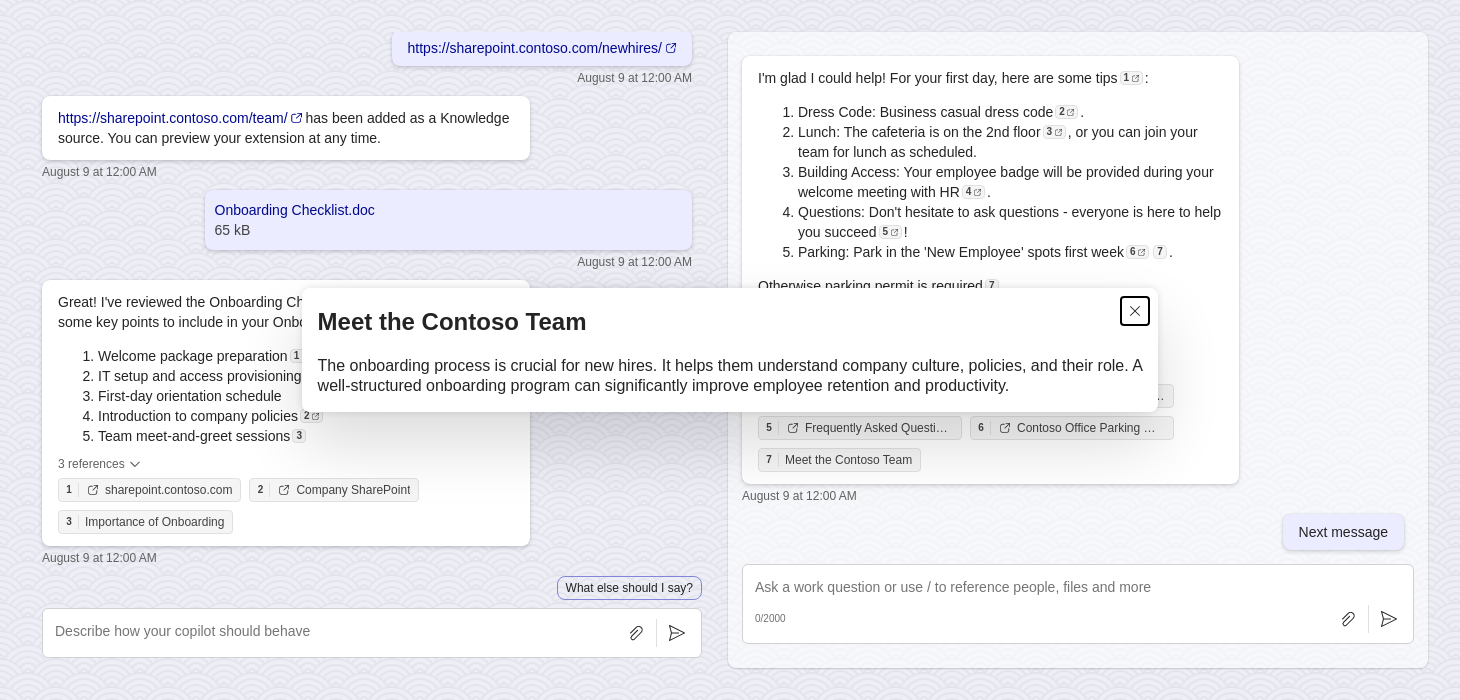 https://sharepoint.contoso.com/newhires/
August 9 at 12:00 AM
https://sharepoint.contoso.com/team/ has been added as a Knowledge
source. You can preview your extension at any time.
August 9 at 12:00 AM
Onboarding Checklist.doc
65 kB
August 9 at 12:00 AM
Great! I've reviewed the Onboarding
some key points to include in your
1. Welcome package preparation 1
2. IT setup and access provisioning
3. First-day orientation schedule
4. Introduction to company policies 2
5. Team meet-and-greet sessions 3
3 references
1 sharepoint.contoso.com 2 Company SharePoint
3 Importance of Onboarding
August 9 at 12:00 AM
What else should I say?
Describe how your copilot should behave
Meet the Contoso Team
The onboarding process is crucial for new hires. It helps them understand company culture, policies, and their role. A
well-structured onboarding program can significantly improve employee retention and productivity.
I'm glad I could help! For your first day, here are some tips 1 :
1. Dress Code: Business casual dress code 2 .
2. Lunch: The cafeteria is on the 2nd floor 3 , or you can join your
team for lunch as scheduled.
3. Building Access: Your employee badge will be provided during your
welcome meeting with HR 4 .
4. Questions: Don't hesitate to ask questions - everyone is here to help
you succeed 5 !
5. Parking: Park in the 'New Employee' spots first week 6 7 .
Otherwise parking permit is required 7
5 Frequently Asked Questi… 6 Contoso Office Parking …
7 Meet the Contoso Team
August 9 at 12:00 AM
Next message
Ask a work question or use / to reference people, files and more
0/2000